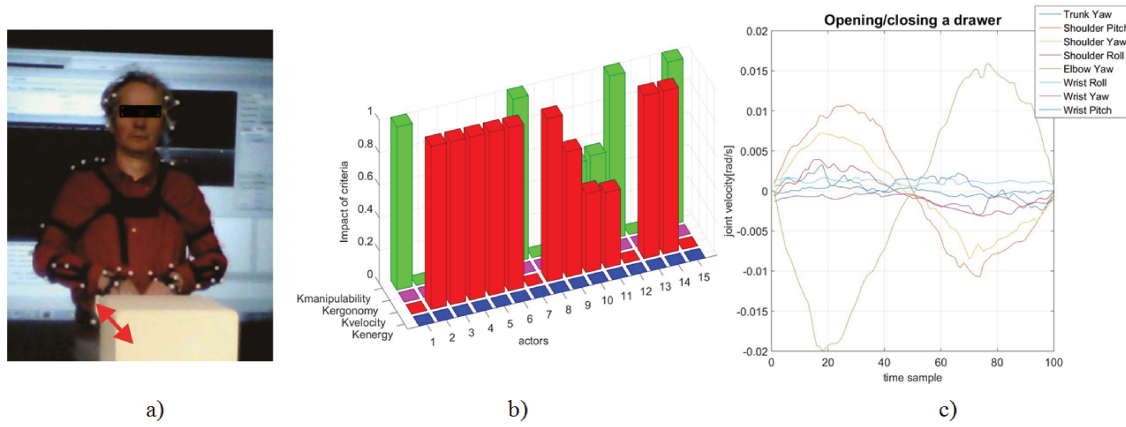 Opening/closing a drawer
Trunk Yaw
Shoulder Pitch
Shoulder Yaw
Shoulder Roll
Elbow Yaw
Wrist Roll
Wrist Yaw
Wrist Pitch
Impact of criteria
1
0.8
0.6
0.4
0.2
0
Kmanipulability
Kergonomy
Kvelocity
Kenergy
1 2 3 4 5 6 7 8 9 10 11 12 13 14 15
actors
joint velocity[rad/s]
0.02
0.015
0.01
0.005
0
-0.005
-0.01
-0.015
-0.02
0 20 40 60 80 100
time sample
a) b) c)